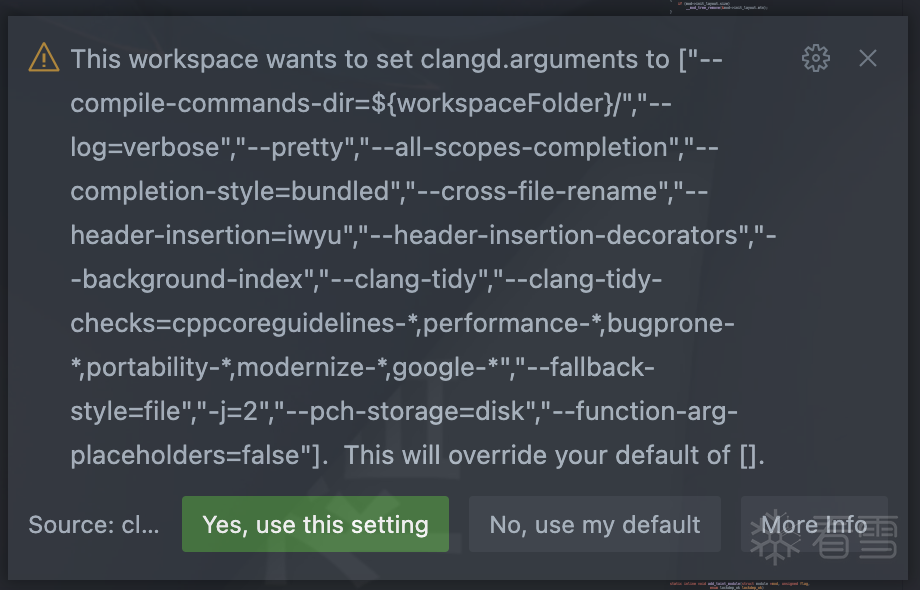 This workspace wants to set clangd.arguments to ["--
compile-commands-dir=${workspaceFolder}/","--
log=verbose","--pretty","--all-scopes-completion","--
completion-style=bundled","--cross-file-rename","--
header-insertion=iwyu","--header-insertion-decorators","-
-background-index","--clang-tidy","--clang-tidy-
checks=cppcoreguidelines-*,performance-*,bugprone-
*,portability-*,modernize-*,google-*","--fallback-
style=file","-j=2","--pch-storage=disk","--function-arg-
placeholders=false"].  This will override your default of [].
Source: cl... Yes, use this setting No, use my default More Info
看雪